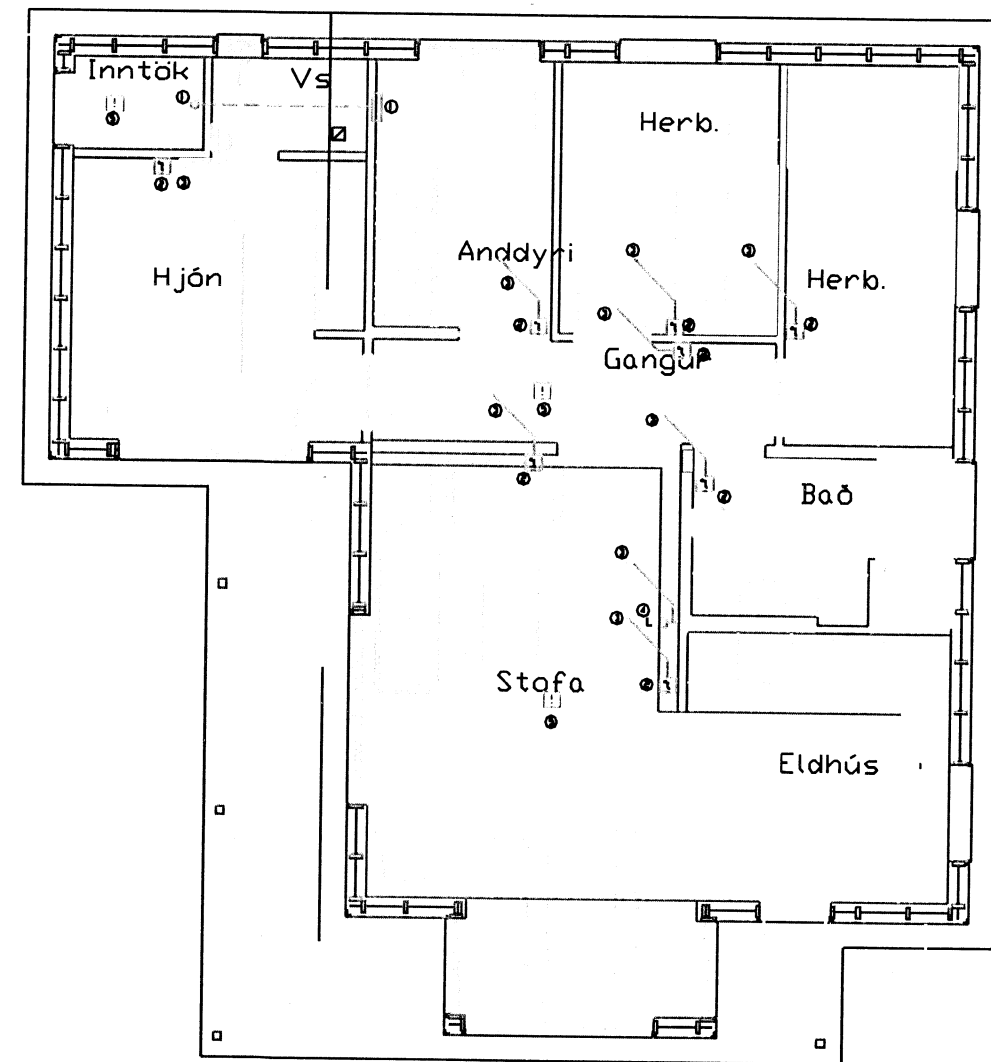 Inntök
Vs
Herb.
Anddyri
Hjón
Herb.
Gangur
Bað
Stofa
Eldhús